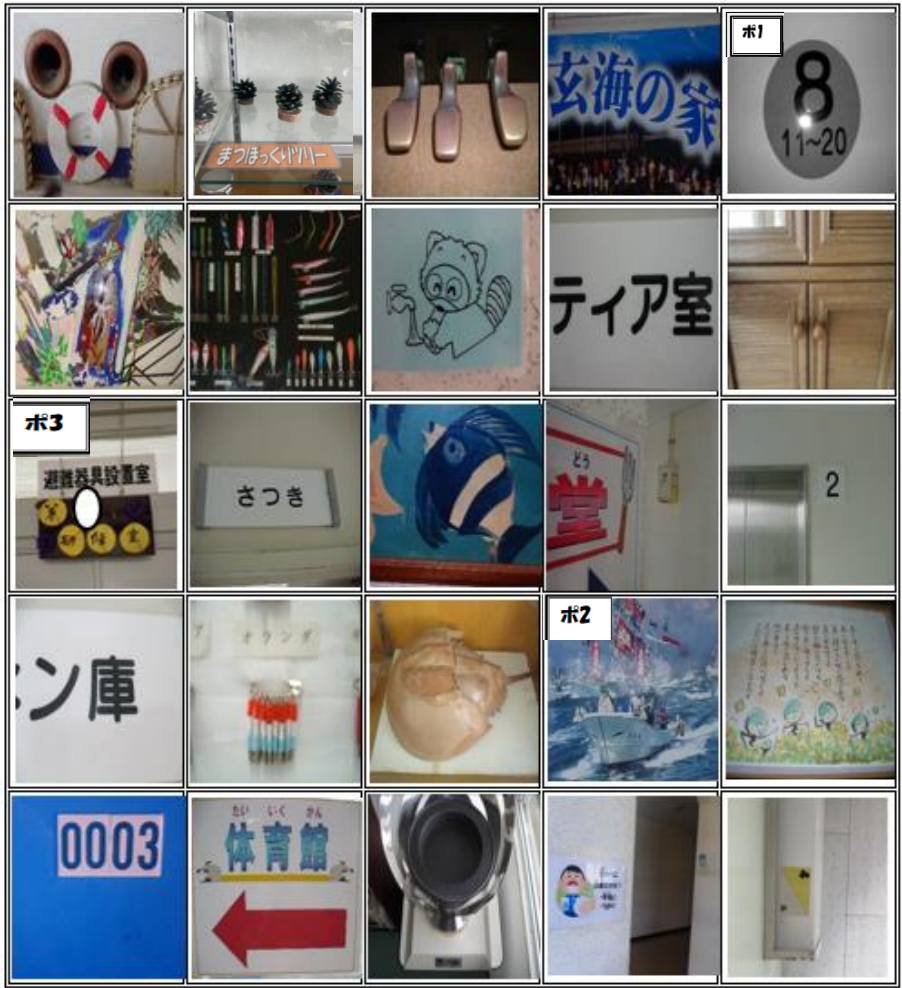 まつぼっくりツリー
玄海の家
ポ1
8
11~20
ティア室
ポ3
避難器具設置室
さつき
どう
堂
2
ン庫
オランダ
ポ2
0003
たい いく かん
体育館